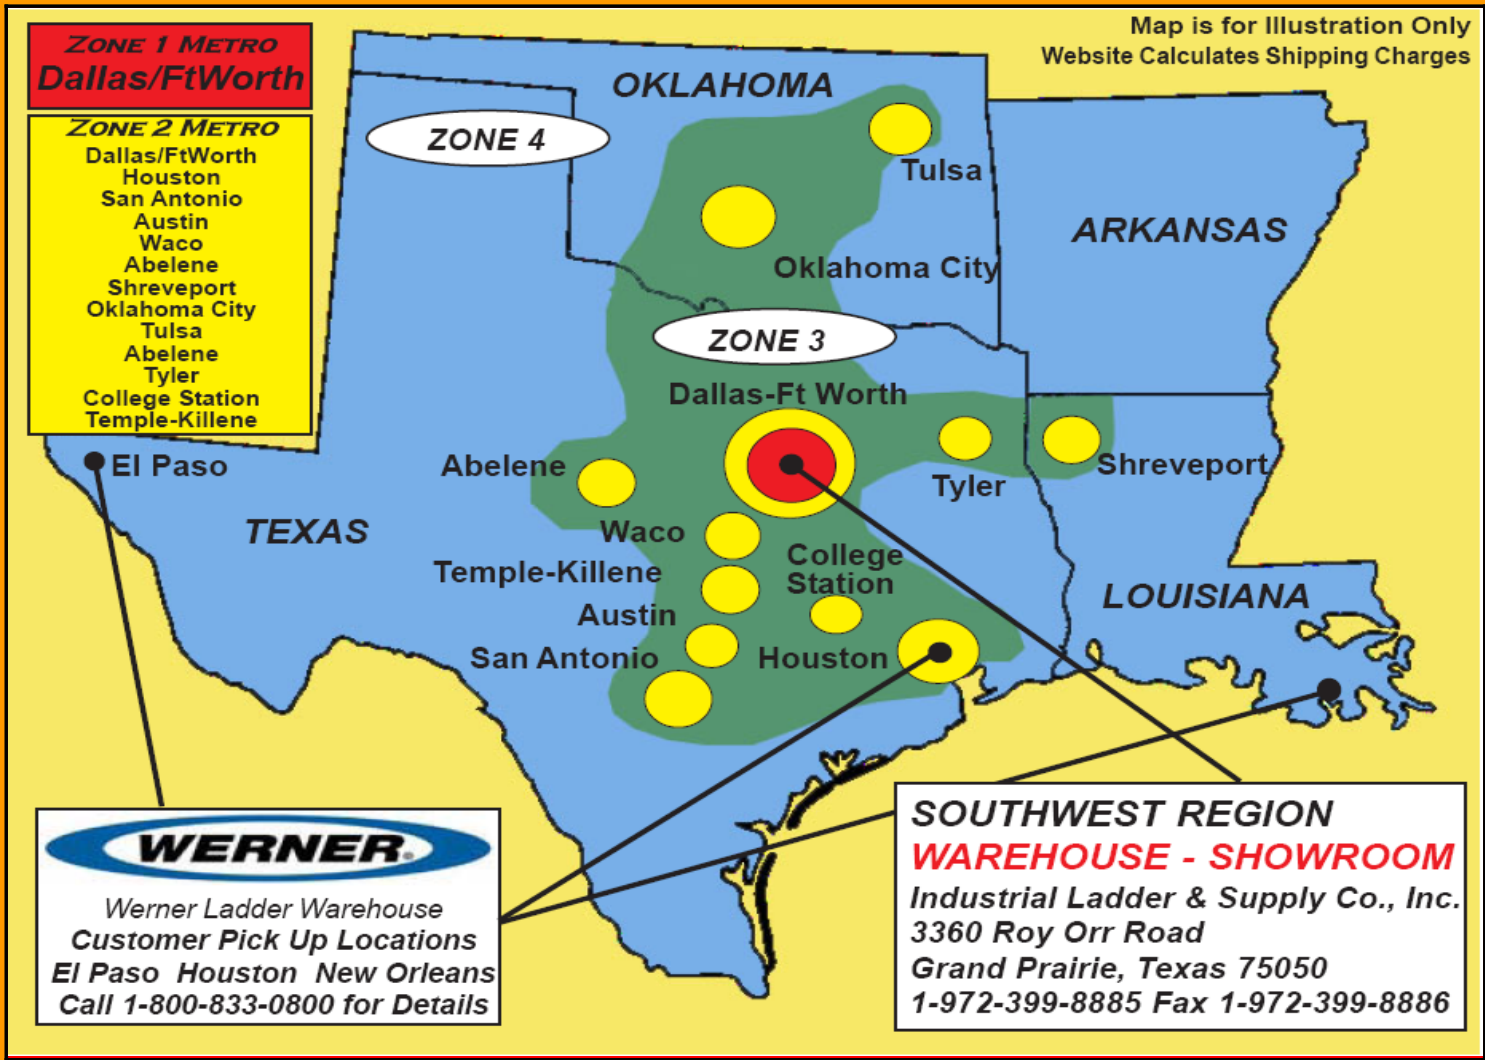 ZONE 1 METRO
Dallas/FtWorth
ZONE 2 METRO
Dallas/FtWorth
Houston
San Antonio
Austin
Waco
Abelene
Shreveport
Oklahoma City
Tulsa
Abelene
Tyler
College Station
Temple-Killene
Map is for Illustration Only
Website Calculates Shipping Charges
OKLAHOMA
ZONE 4
Tulsa
ARKANSAS
Oklahoma City
ZONE 3
Dallas-Ft Worth
El Paso
Abelene
Shreveport
Tyler
TEXAS
Waco
College
Station
Temple-Killene
LOUISIANA
Austin
San Antonio
Houston
WERNER®
Werner Ladder Warehouse
Customer Pick Up Locations
El Paso Houston New Orleans
Call 1-800-833-0800 for Details
SOUTHWEST REGION
WAREHOUSE - SHOWROOM
Industrial Ladder & Supply Co., Inc.
3360 Roy Orr Road
Grand Prairie, Texas 75050
1-972-399-8885 Fax 1-972-399-8886